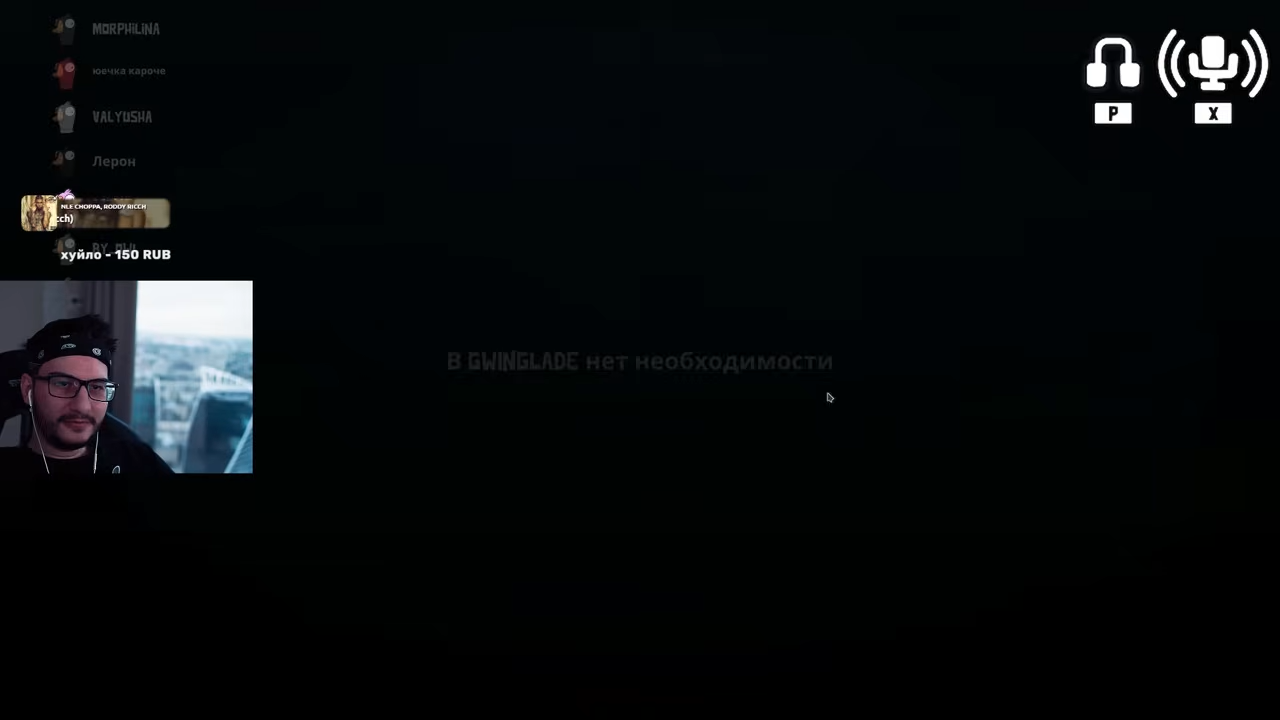 MORPHILINA
юечка кароче
VALYUSHA
Лерон
NLE CHOPPA, RODDY RICCH
cch)
хуйло - 150 RUB
В GWINGLADE нет необходимости
P
X